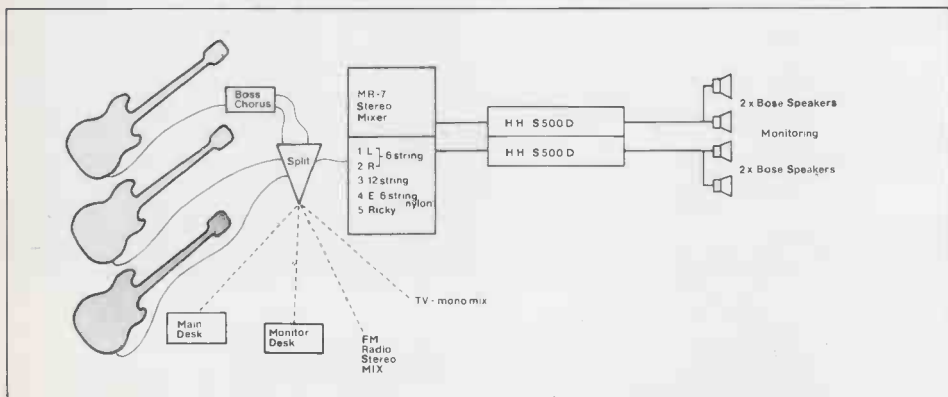 Boss
Chorus
Split
MR-7
Stereo
Mixer
1 L
2 R
6 string
3 12 string
4 E 6 string
nylon
5 Ricky
HH S500D
HH S500D
2 x Bose Speakers
Monitoring
2 x Bose Speakers
Main
Desk
Monitor
Desk
FM
Radio
Stereo
MIX
TV - mono mix